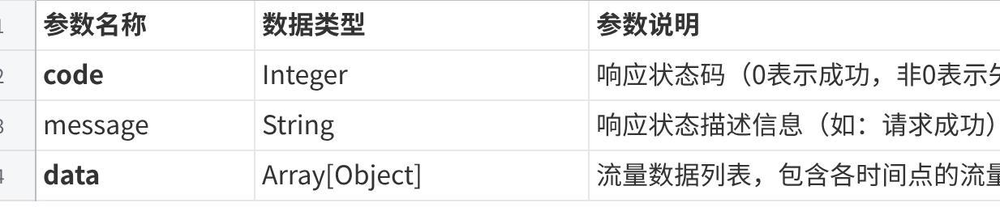 1 参数名称 数据类型 参数说明
2 code Integer 响应状态码（0表示成功，非0表示
3 message String 响应状态描述信息（如：请求成功）
4 data Array[Object] 流量数据列表，包含各时间点的流量